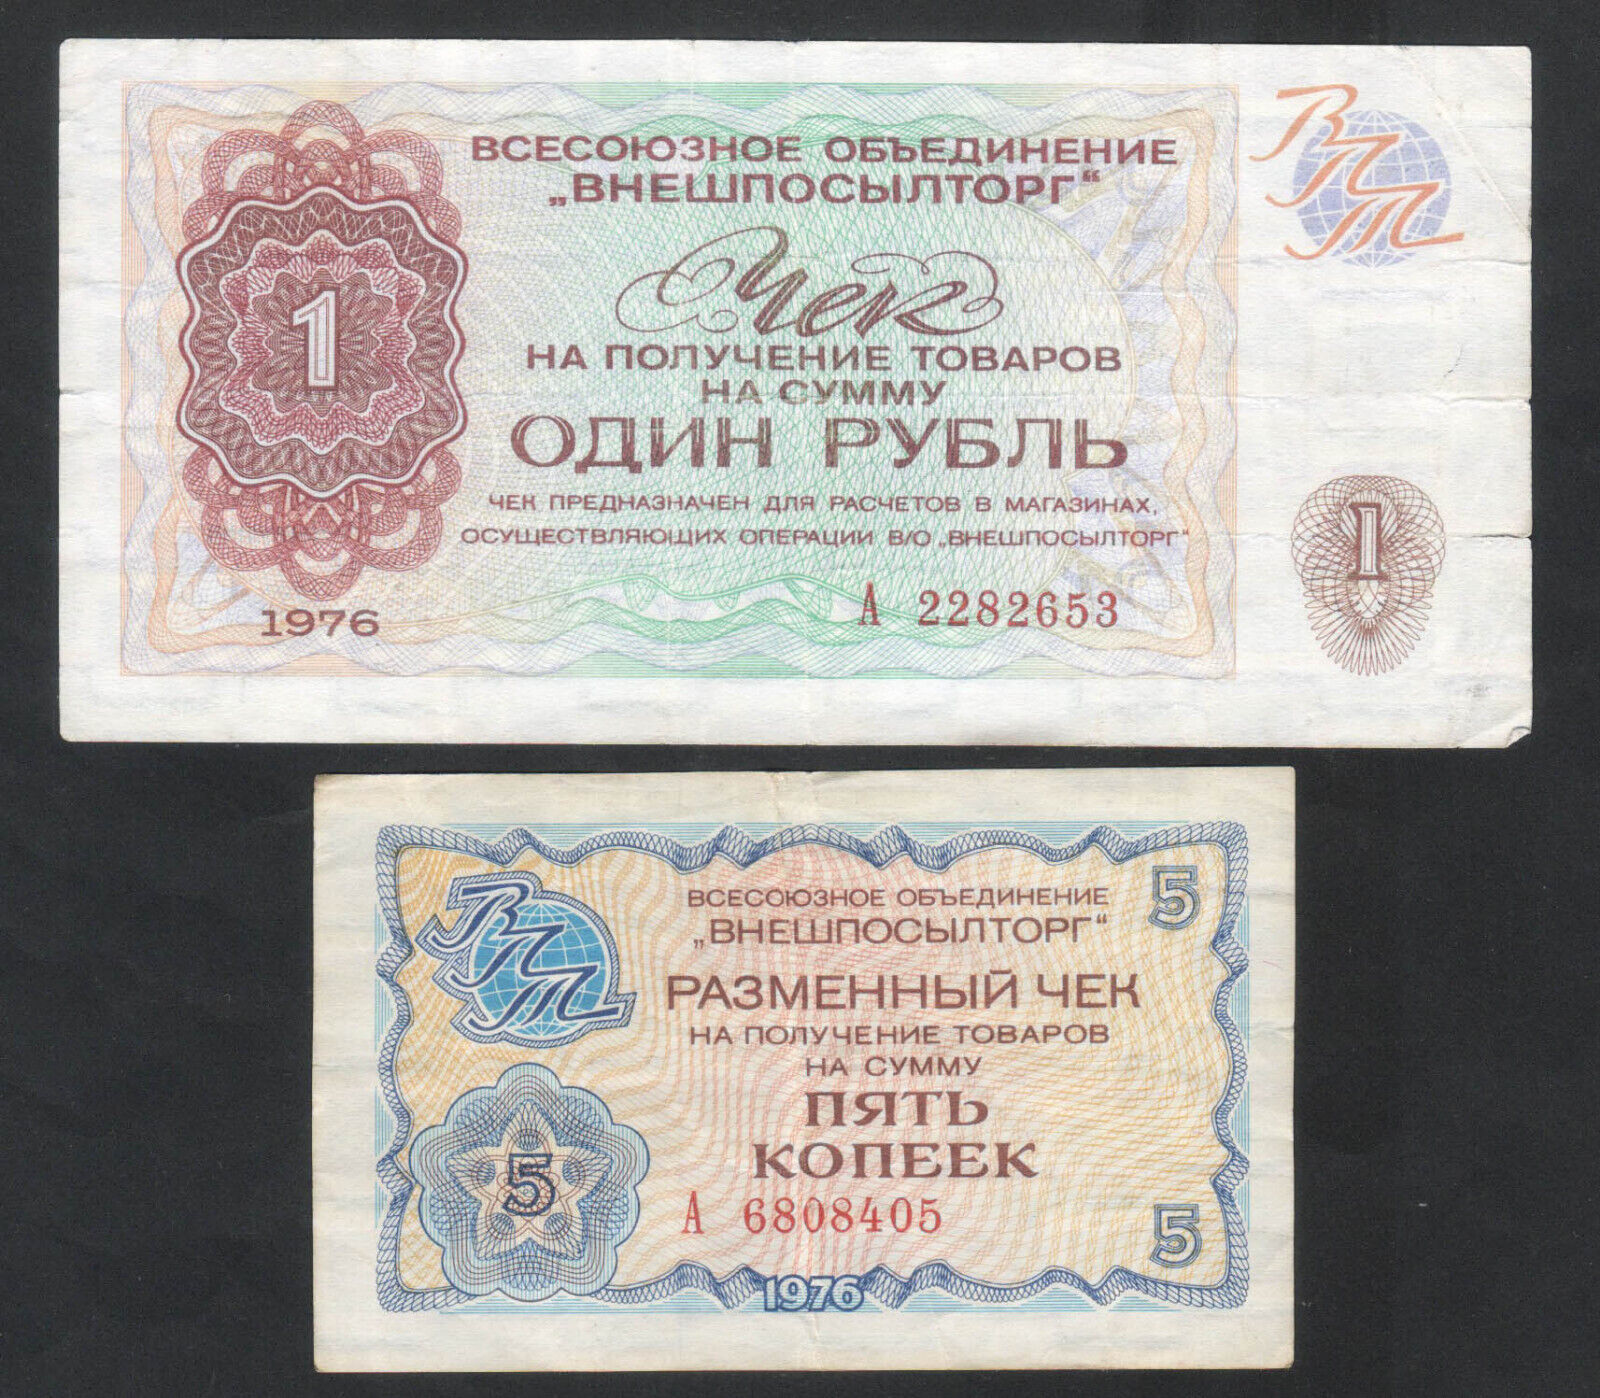 ВСЕСОЮЗНОЕ ОБЪЕДИНЕНИЕ
„ВНЕШПОСЫЛТОРГ“
ВПТ
Чек
1
НА ПОЛУЧЕНИЕ ТОВАРОВ
НА СУММУ
ОДИН РУБЛЬ
ЧЕК ПРЕДНАЗНАЧЕН ДЛЯ РАСЧЕТОВ В МАГАЗИНАХ,
ОСУЩЕСТВЛЯЮЩИХ ОПЕРАЦИИ В/О „ВНЕШПОСЫЛТОРГ“
1
1976
А 2282653
ВПТ
ВСЕСОЮЗНОЕ ОБЪЕДИНЕНИЕ
„ВНЕШПОСЫЛТОРГ“
5
РАЗМЕННЫЙ ЧЕК
НА ПОЛУЧЕНИЕ ТОВАРОВ
НА СУММУ
ПЯТЬ
КОПЕЕК
5
А 6808405
5
1976